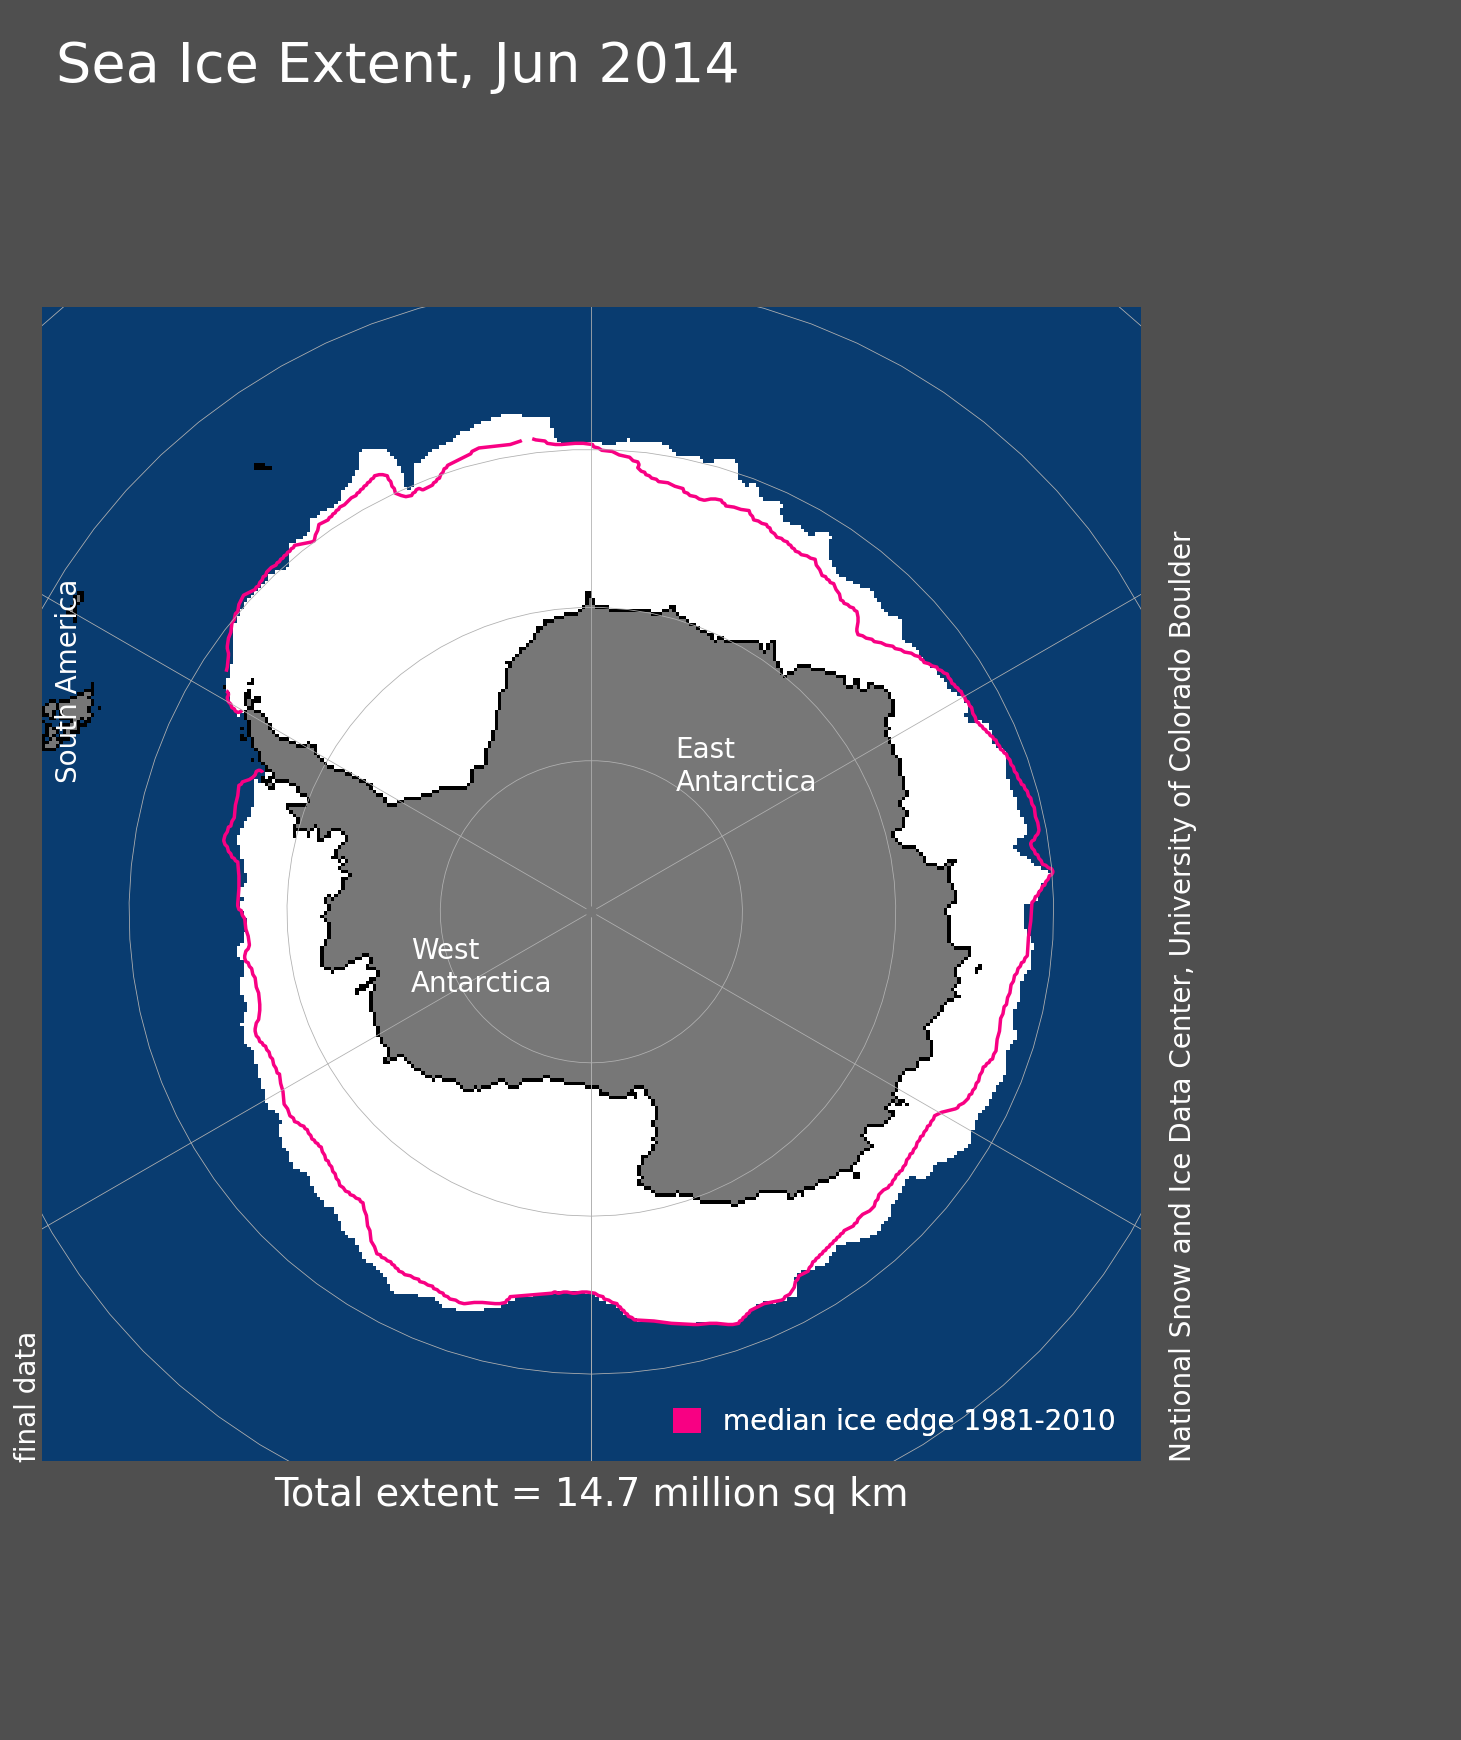 Sea Ice Extent, Jun 2014
South America
East
Antarctica
West
Antarctica
median ice edge 1981-2010
final data
National Snow and Ice Data Center, University of Colorado Boulder
Total extent = 14.7 million sq km